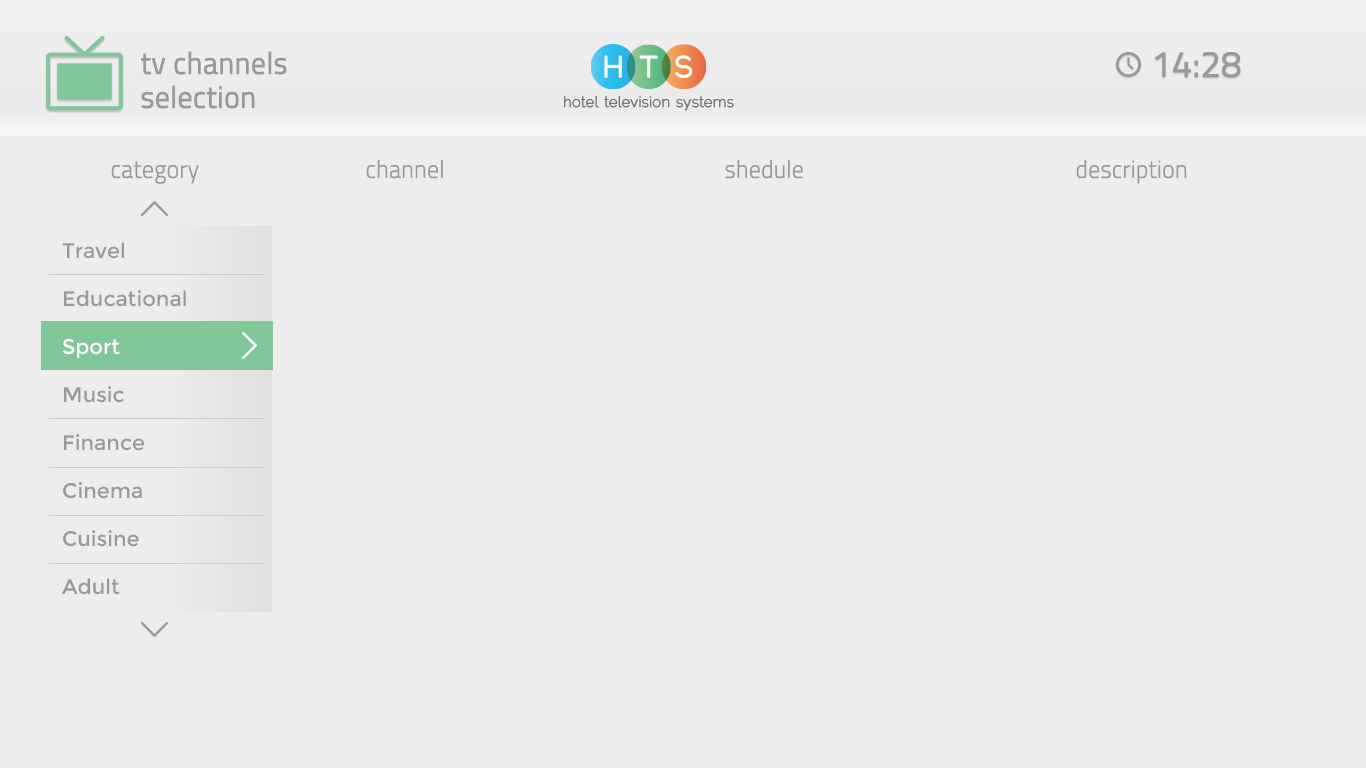 tv channels
selection
HTS
hotel television systems
14:28
category
channel
shedule
description
Travel
Educational
Sport
Music
Finance
Cinema
Cuisine
Adult